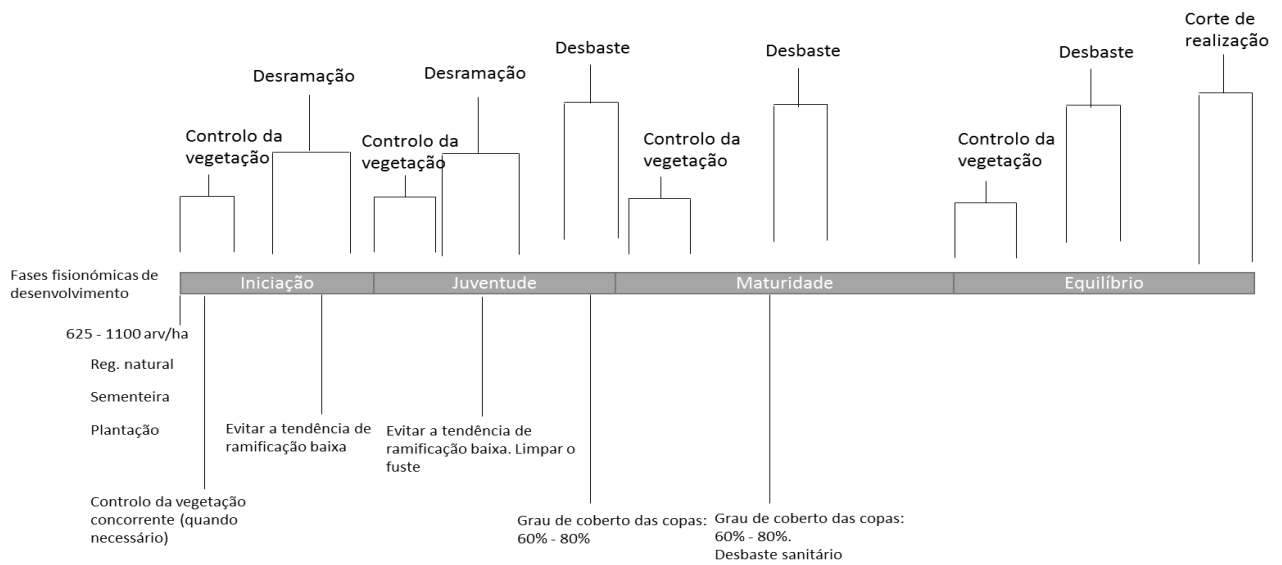 Corte de
realização
Desbaste
Desbaste
Desbaste
Desramação
Desramação
Controlo da
vegetação
Controlo da
vegetação
Controlo da
vegetação
Controlo da
vegetação
Fases fisionómicas de
desenvolvimento
Iniciação
Juventude
Maturidade
Equilíbrio
625 - 1100 arv/ha
Reg. natural
Sementeira
Plantação
Evitar a tendência de
ramificação baixa
Evitar a tendência de
ramificação baixa. Limpar o
fuste
Controlo da vegetação
concorrente (quando
necessário)
Grau de coberto das copas:
60% - 80%
Grau de coberto das copas:
60% - 80%.
Desbaste sanitário